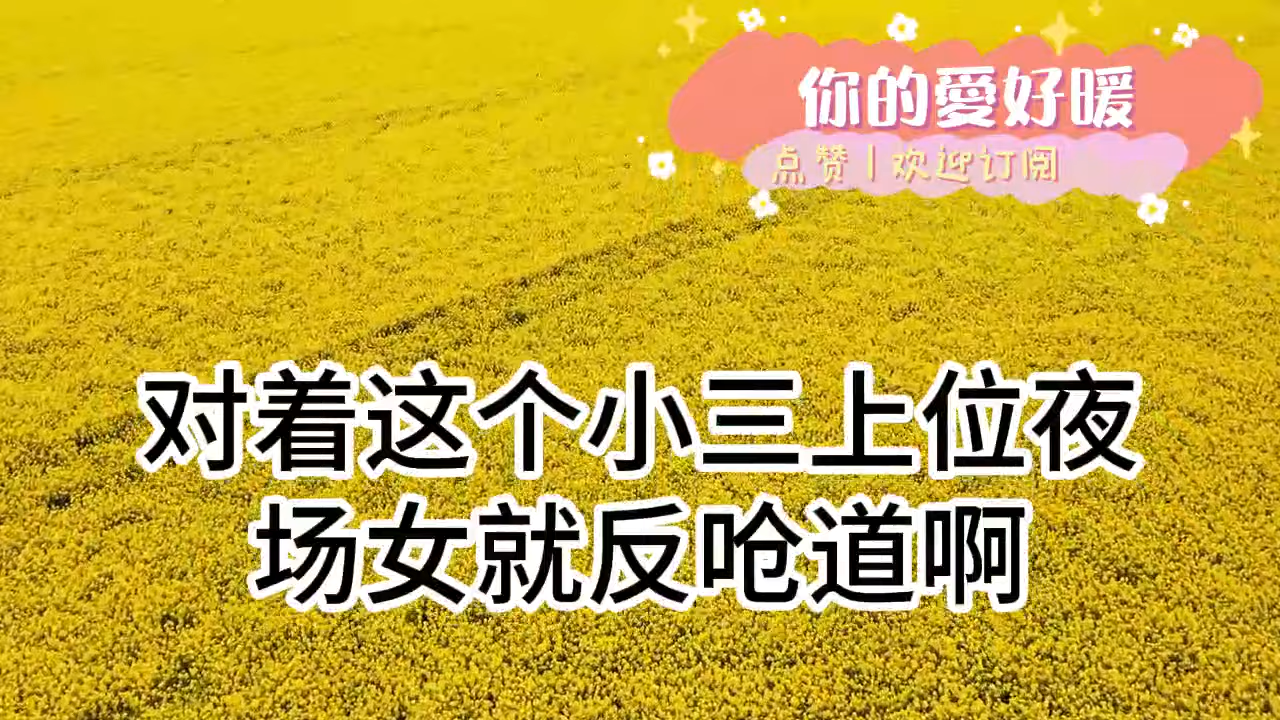 你的愛好暖
点赞 | 欢迎订阅
对着这个小三上位夜
场女就反呛道啊